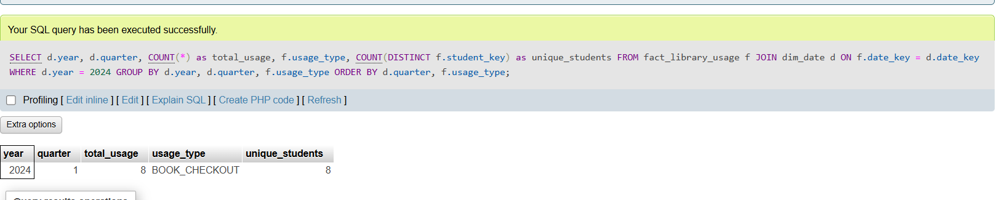 Your SQL query has been executed successfully.
SELECT d.year, d.quarter, COUNT(*) as total_usage, f.usage_type, COUNT(DISTINCT f.student_key) as unique_students FROM fact_library_usage f JOIN dim_date d ON f.date_key = d.date_key
WHERE d.year = 2024 GROUP BY d.year, d.quarter, f.usage_type ORDER BY d.quarter, f.usage_type;
Profiling [ Edit inline ] [ Edit ] [ Explain SQL ] [ Create PHP code ] [ Refresh ]
Extra options
year quarter total_usage usage_type unique_students
2024 1 8 BOOK_CHECKOUT 8
Query results operations